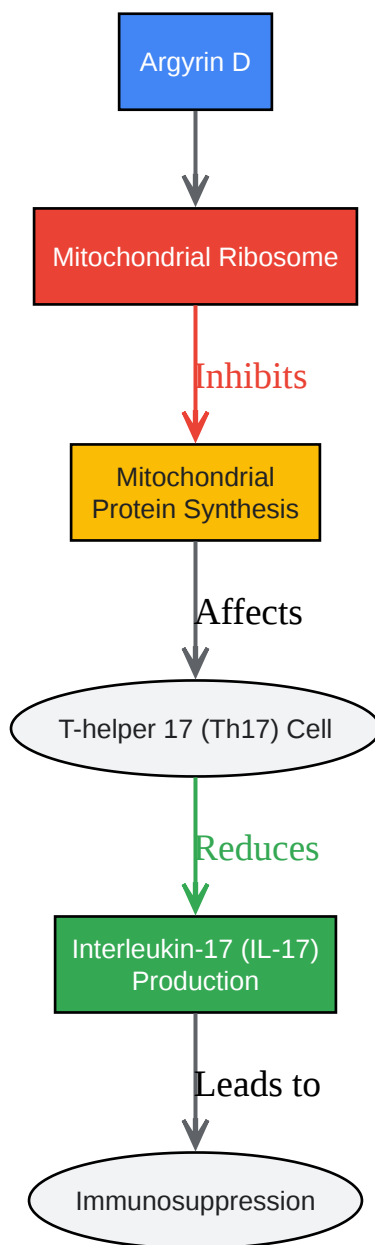 Argyrin D
Mitochondrial Ribosome
Inhibits
Mitochondrial
Protein Synthesis
Affects
T-helper 17 (Th17) Cell
Reduces
Interleukin-17 (IL-17)
Production
Leads to
Immunosuppression